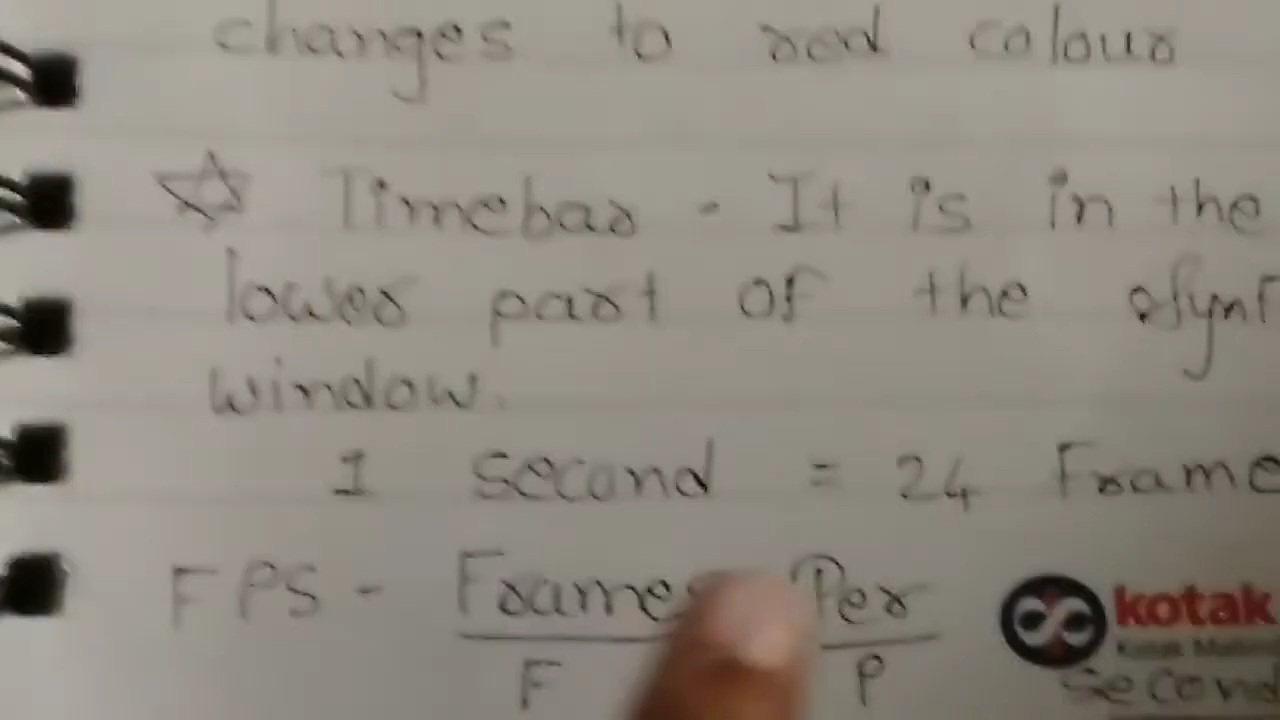 changes to red colour
☆ Timebar - It is in the
lower part of the
window.
1 second = 24 Frame
FPS - Frames Per
F P
Second
kotak